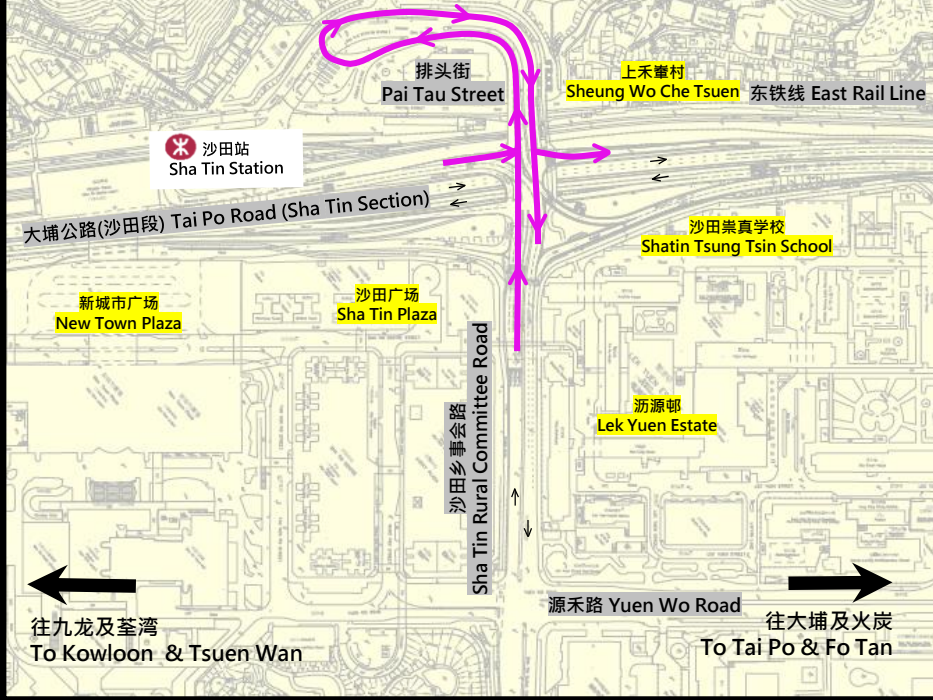 排头街
Pai Tau Street
上禾輋村
Sheung Wo Che Tsuen
东铁线 East Rail Line
沙田站
Sha Tin Station
大埔公路(沙田段) Tai Po Road (Sha Tin Section)
沙田崇真学校
Shatin Tsung Tsin School
新城市广场
New Town Plaza
沙田广场
Sha Tin Plaza
沙田乡事会路
Sha Tin Rural Committee Road
沥源邨
Lek Yuen Estate
源禾路 Yuen Wo Road
往九龙及荃湾
To Kowloon & Tsuen Wan
往大埔及火炭
To Tai Po & Fo Tan